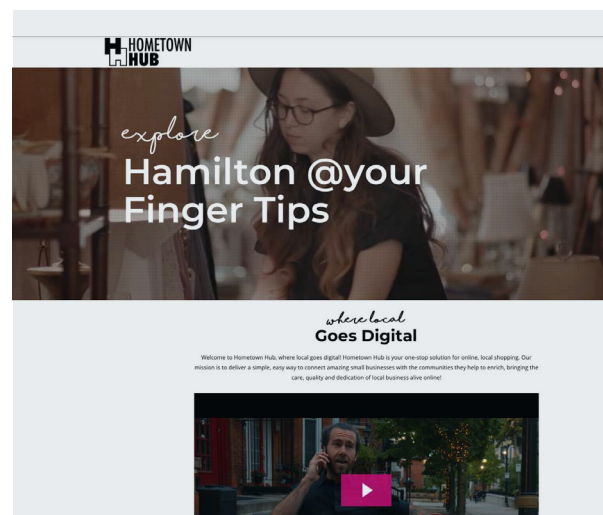 HOMETOWN
HUB
explore
Hamilton @your
Finger Tips
where local
Goes Digital
Welcome to Hometown Hub, where local goes digital! Hometown Hub is your one-stop solution for online, local shopping. Our
mission is to deliver a simple, easy way to connect amazing small businesses with the communities they help to enrich, bringing the
care, quality and dedication of local business alive online!